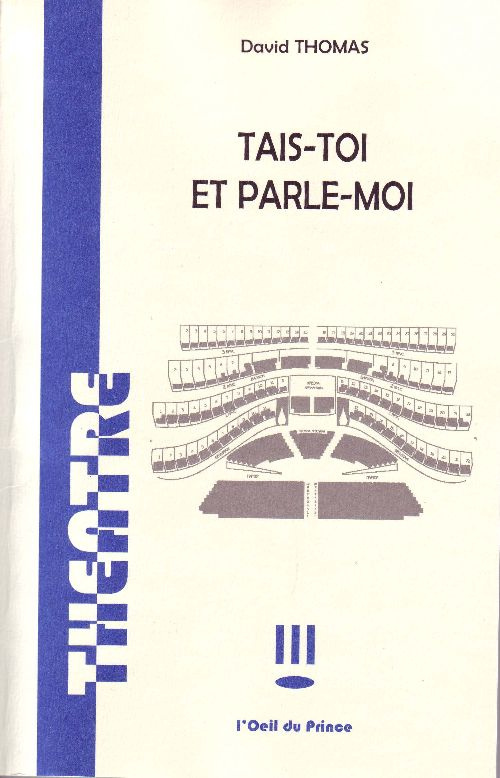 David THOMAS
TAIS-TOI
ET PARLE-MOI
THEATRE
l'Oeil du Prince